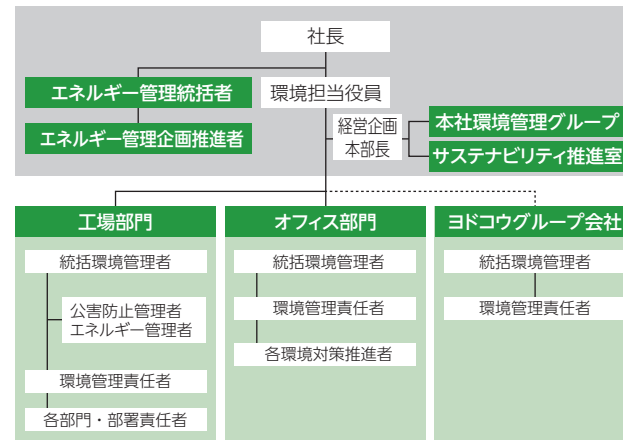 社長
エネルギー管理統括者
環境担当役員
エネルギー管理企画推進者
経営企画
本部長
本社環境管理グループ
サステナビリティ推進室
工場部門
統括環境管理者
公害防止管理者
エネルギー管理者
環境管理責任者
各部門・部署責任者
オフィス部門
統括環境管理者
環境管理責任者
各環境対策推進者
ヨドコウグループ会社
統括環境管理者
環境管理責任者